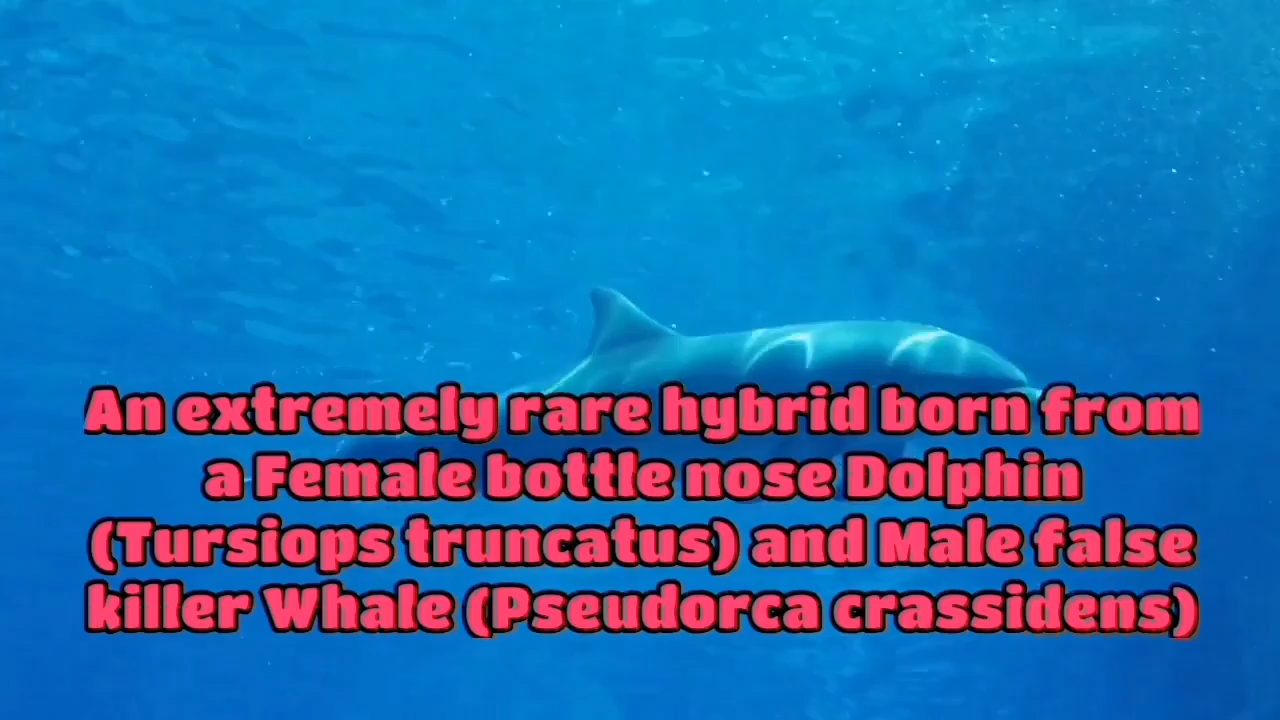 An extremely rare hybrid born from
a Female bottle nose Dolphin
(Tursiops truncatus) and Male false
killer Whale (Pseudorca crassidens)